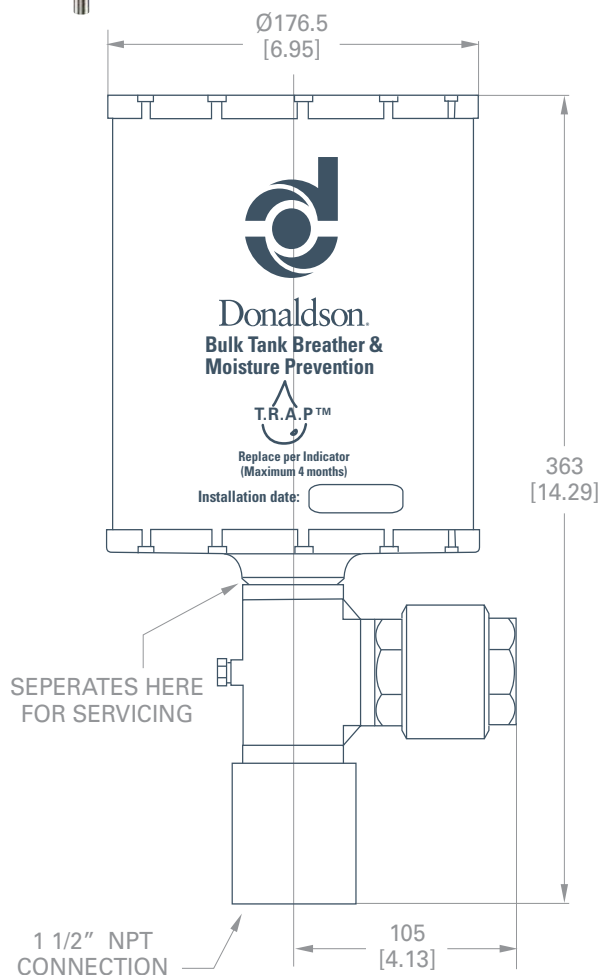 Ø176.5
[6.95]
Donaldson.
Bulk Tank Breather &
Moisture Prevention
T.R.A.P™
Replace per Indicator
(Maximum 4 months)
Installation date:
363
[14.29]
SEPERATES HERE
FOR SERVICING
1 1/2" NPT
CONNECTION
105
[4.13]